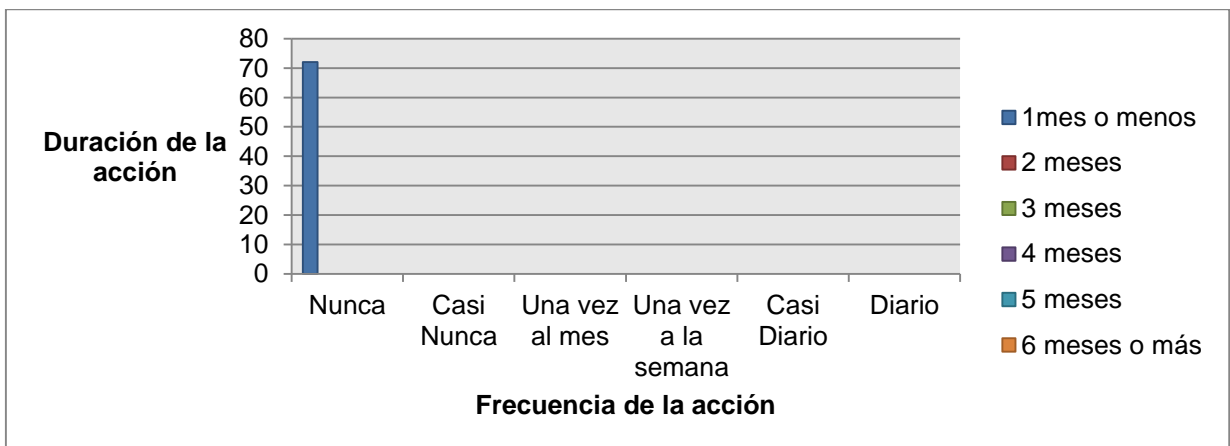 80
70
60
50
40
30
20
10
0
Duración de la
acción
Nunca
Casi
Nunca
Una vez
al mes
Una vez
a la
semana
Casi
Diario
Diario
Frecuencia de la acción
1mes o menos
2 meses
3 meses
4 meses
5 meses
6 meses o más